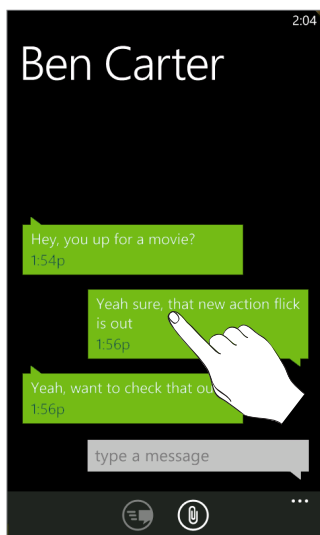 2:04
Ben Carter
Hey, you up for a movie?
1:54p
Yeah sure, that new action flick
is out
1:56p
Yeah, want to check that
1:56p
type a message